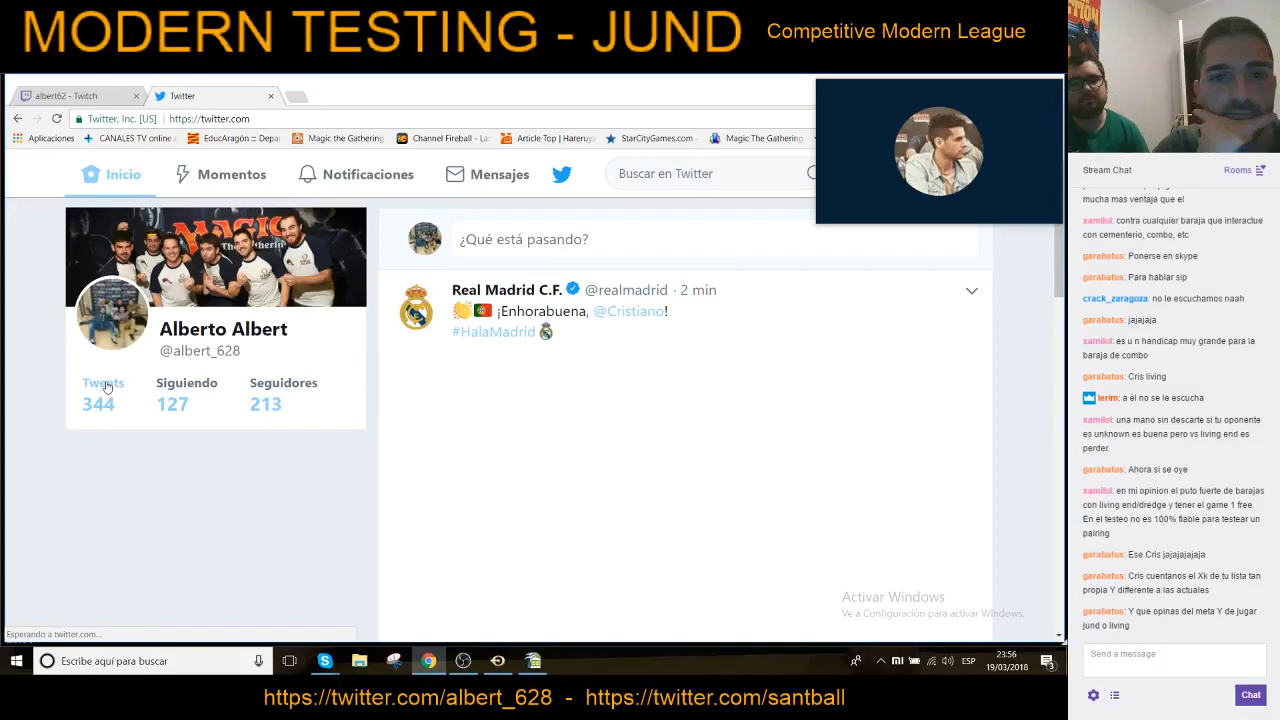 MODERN TESTING - JUND
Competitive Modern League
albert62 - Twitch
Twitter
Twitter, Inc. [US]
https://twitter.com
Aplicaciones
CANALES TV online
EducAragón :: Depar
Magic the Gathering
Channel Fireball - La
Article Top | Hareruya
StarCityGames.com -
Magic The Gathering
Inicio
Momentos
Notificaciones
Mensajes
Buscar en Twitter
MAGIC
The Gathering
Alberto Albert
@albert_628
Tweets
Siguiendo
Seguidores
344
127
213
¿Qué está pasando?
Real Madrid C.F. @realmadrid · 2 min
¡Enhorabuena, @Cristiano!
#HalaMadrid
Activar Windows
Ve a Configuración para activar Windows.
Esperando a twitter.com...
Escribe aquí para buscar
ESP
23:56
19/03/2018
3
https://twitter.com/albert_628 - https://twitter.com/santball
Stream Chat
Rooms
mucha mas ventaja que el
xamilol: contra cualquier baraja que interactue
con cementerio, combo, etc
garabatus: Ponerse en skype
garabatus: Para hablar sip
crack_zaragoza: no le escuchamos naah
garabatus: jajajaja
xamilol: es u n handicap muy grande para la
baraja de combo
garabatus: Cris living
lerim: a él no se le escucha
xamilol: una mano sin descarte si tu oponente
es unknown es buena pero vs living end es
perder.
garabatus: Ahora si se oye
xamilol: en mi opinion el puto fuerte de barajas
con living end/dredge y tener el game 1 free.
En el testeo no es 100% fiable para testear un
pairing
garabatus: Ese Cris jajajajajaja
garabatus: Cris cuentanos el Xk de tu lista tan
propia Y differente a las actuales
garabatus: Y que opinas del meta Y de jugar
jund o living
Send a message
Chat